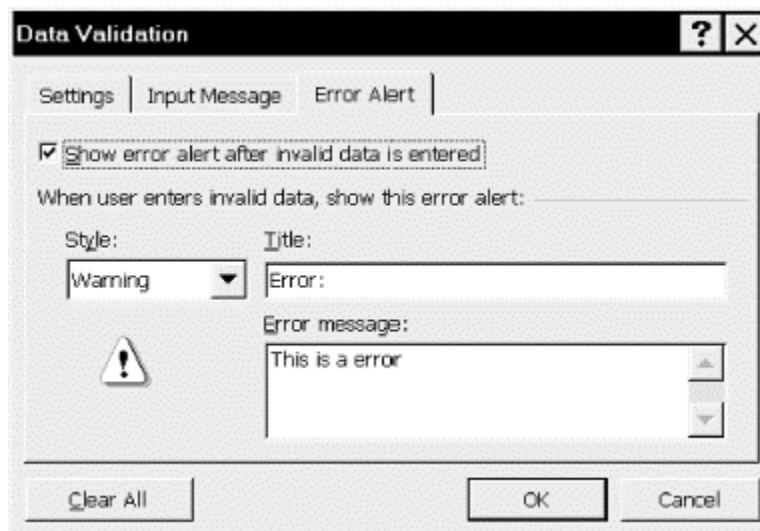 Data Validation
Settings Input Message Error Alert
Show error alert after invalid data is entered
When user enters invalid data, show this error alert:
Style: Title:
Warning Error:
Error message:
This is a error
Clear All OK Cancel